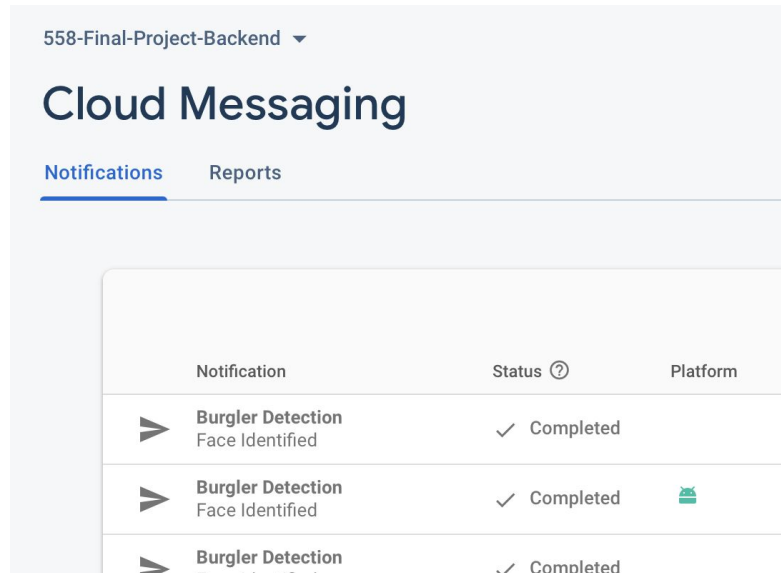 558-Final-Project-Backend
Cloud Messaging
Notifications Reports
Notification Status Platform
Burgler Detection
Face Identified
Completed
Burgler Detection
Face Identified
Completed
Burgler Detection
Completed